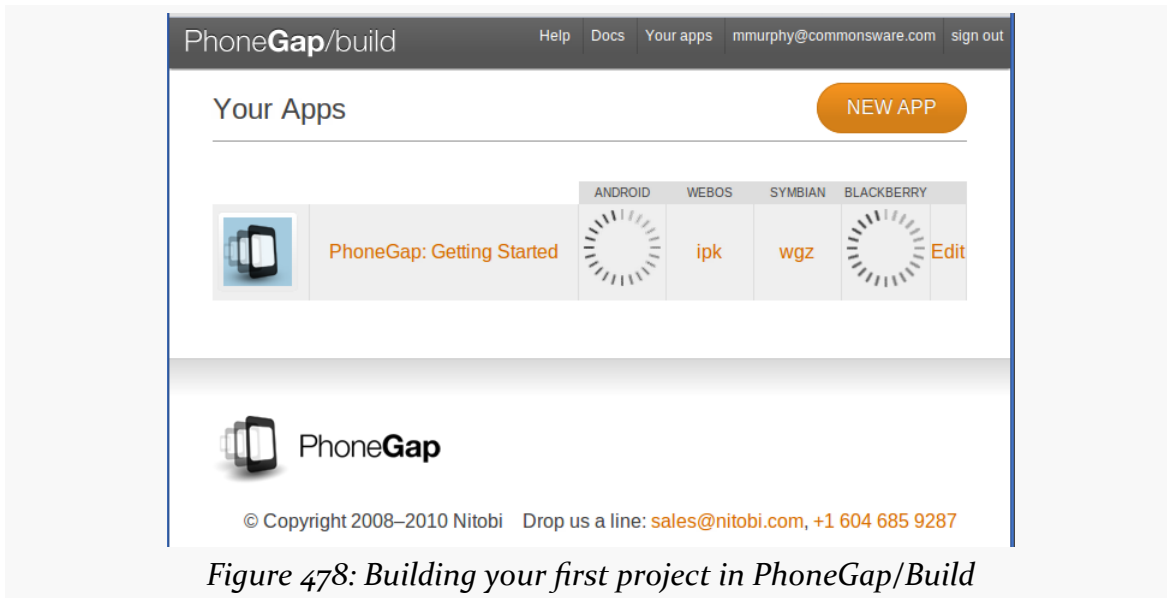 PhoneGap/build Help Docs Your apps mmurphy@commonsware.com sign out
Your Apps NEW APP
ANDROID WEBOS SYMBIAN BLACKBERRY
PhoneGap: Getting Started ipk wgz Edit
PhoneGap
© Copyright 2008–2010 Nitobi Drop us a line: sales@nitobi.com, +1 604 685 9287
Figure 478: Building your first project in PhoneGap/Build